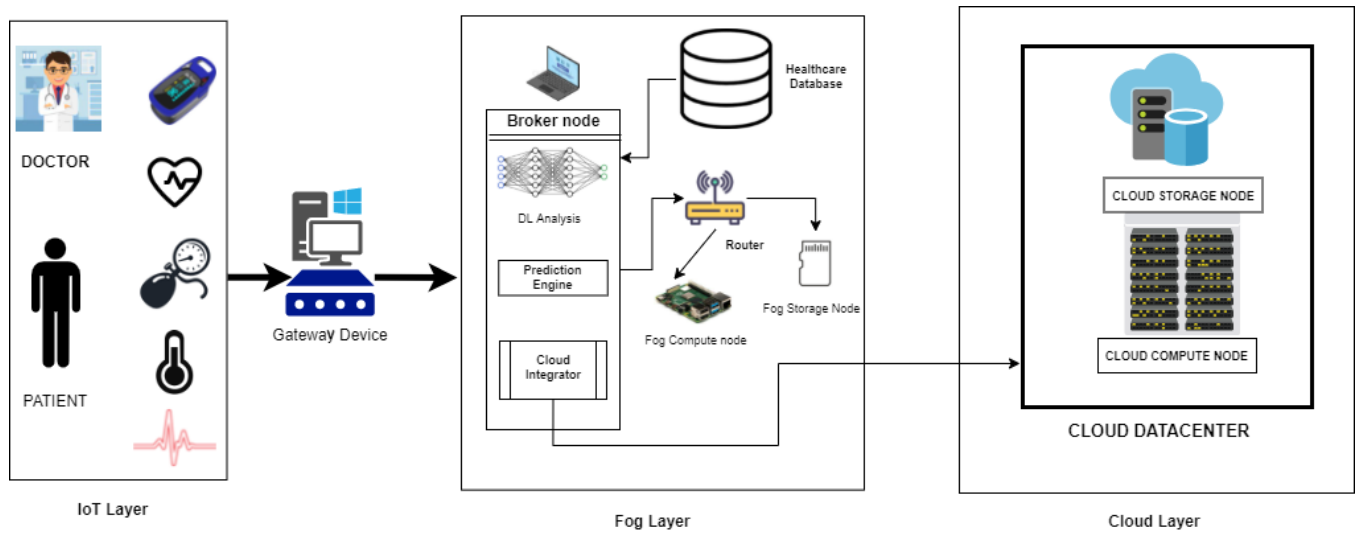 DOCTOR
PATIENT
IoT Layer
Gateway Device
Broker node
DL Analysis
Prediction
Engine
Cloud
Integrator
Healthcare
Database
Router
Fog Compute node
Fog Storage Node
Fog Layer
CLOUD STORAGE NODE
CLOUD COMPUTE NODE
CLOUD DATACENTER
Cloud Layer